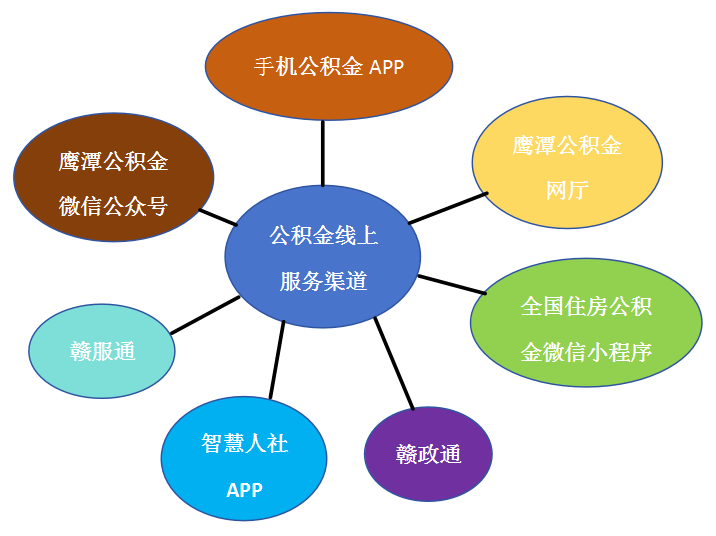 手机公积金 APP
鹰潭公积金
网厅
鹰潭公积金
微信公众号
公积金线上
服务渠道
全国住房公积
金微信小程序
赣服通
智慧人社
APP
赣政通